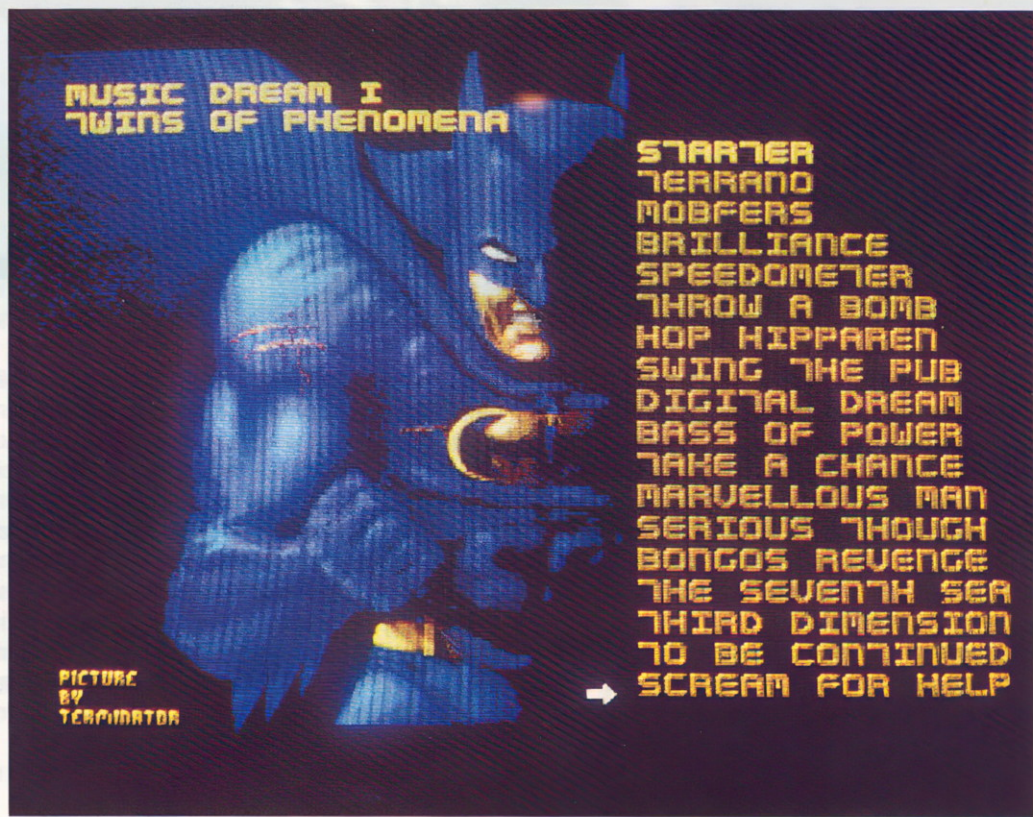 MUSIC DREAM I
TWINS OF PHENOMENA
STARTER
TERRANO
MOBFERS
BRILLIANCE
SPEEDOMETER
THROW A BOMB
HOP HIPPAREN
SWING THE PUB
DIGITAL DREAM
BASS OF POWER
TAKE A CHANCE
MARVELLOUS MAN
SERIOUS THOUGH
BONGOS REVENGE
THE SEVENTH SEA
THIRD DIMENSION
TO BE CONTINUED
SCREAM FOR HELP
PICTURE
BY
TERMINATOR